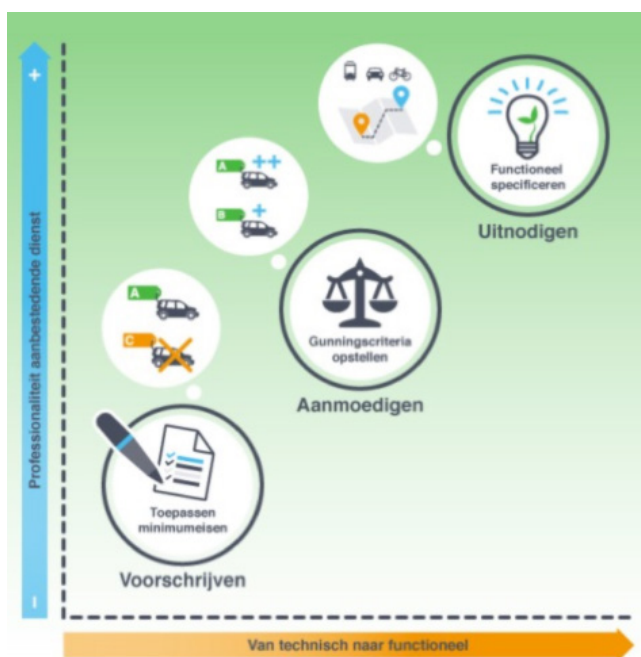 +
Professionaliteit aanbestedende dienst
–
Functioneel
specificeren
Uitnodigen
A ++
B +
Gunningscriteria
opstellen
Aanmoedigen
A
C
Toepassen
minimumeisen
Voorschrijven
Van technisch naar functioneel